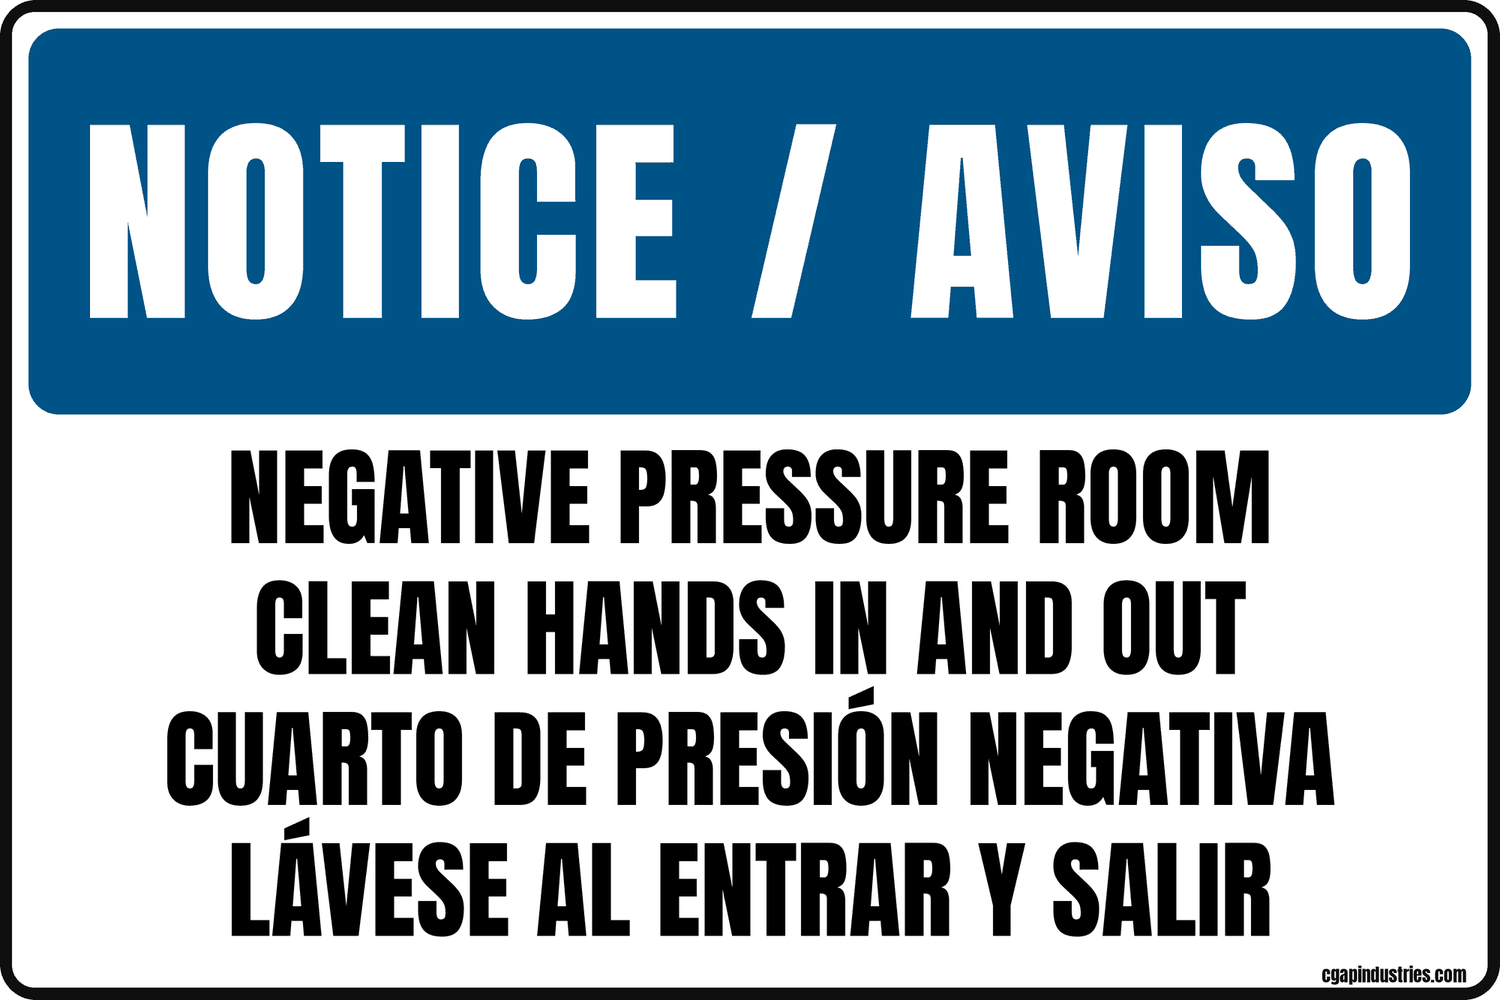 NOTICE / AVISO
NEGATIVE PRESSURE ROOM
CLEAN HANDS IN AND OUT
CUARTO DE PRESIÓN NEGATIVA
LÁVESE AL ENTRAR Y SALIR
cgapindustries.com